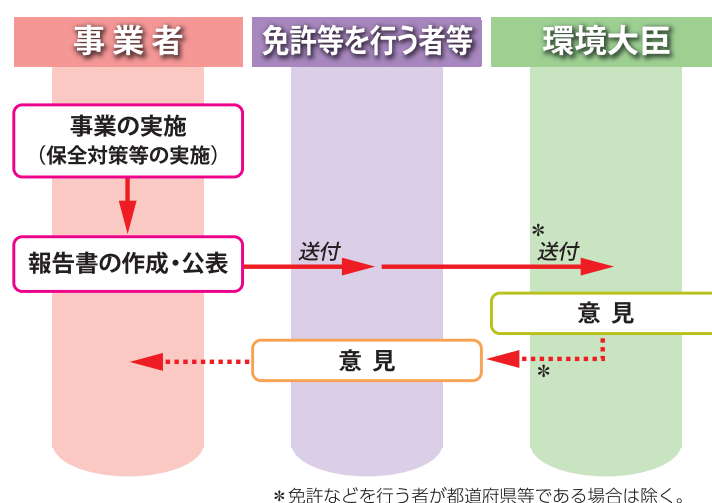 事業者
免許等を行う者等
環境大臣
事業の実施
（保全対策等の実施）
報告書の作成・公表
送付
＊
送付
意見
意見
＊
＊免許などを行う者が都道府県等である場合は除く。